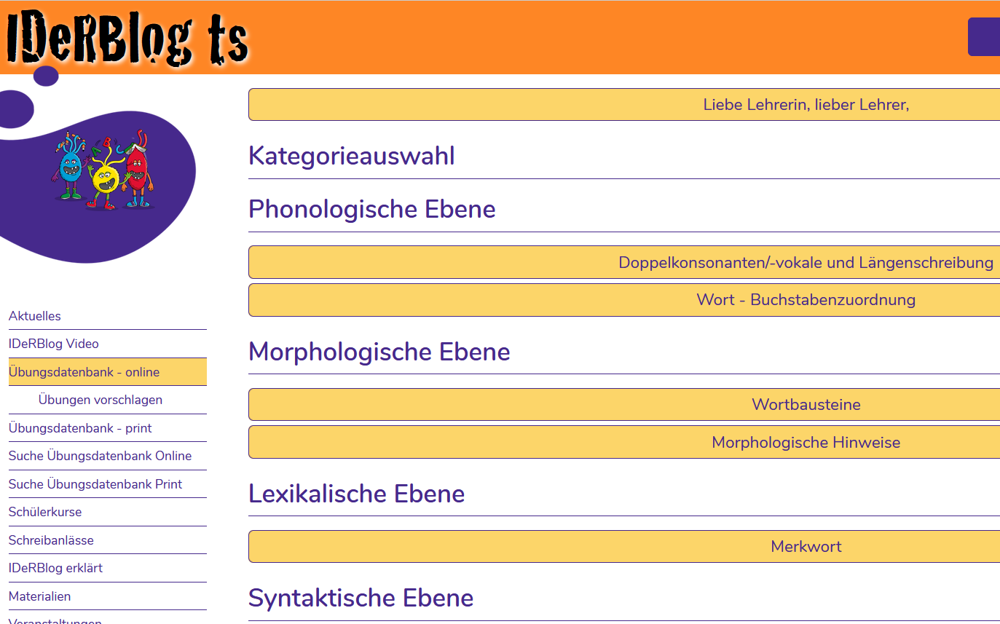 IDeRBlog ts
Liebe Lehrerin, lieber Lehrer,
Kategorieauswahl
Phonologische Ebene
Doppelkonsonanten/-vokale und Längenschreibung
Wort - Buchstabenzuordnung
Morphologische Ebene
Wortbausteine
Morphologische Hinweise
Lexikalische Ebene
Merkwort
Syntaktische Ebene
A B C
Aktuelles
IDeRBlog Video
Übungsdatenbank - online
Übungen vorschlagen
Übungsdatenbank - print
Suche Übungsdatenbank Online
Suche Übungsdatenbank Print
Schülerkurse
Schreibanlässe
IDeRBlog erklärt
Materialien
Veranstaltungen